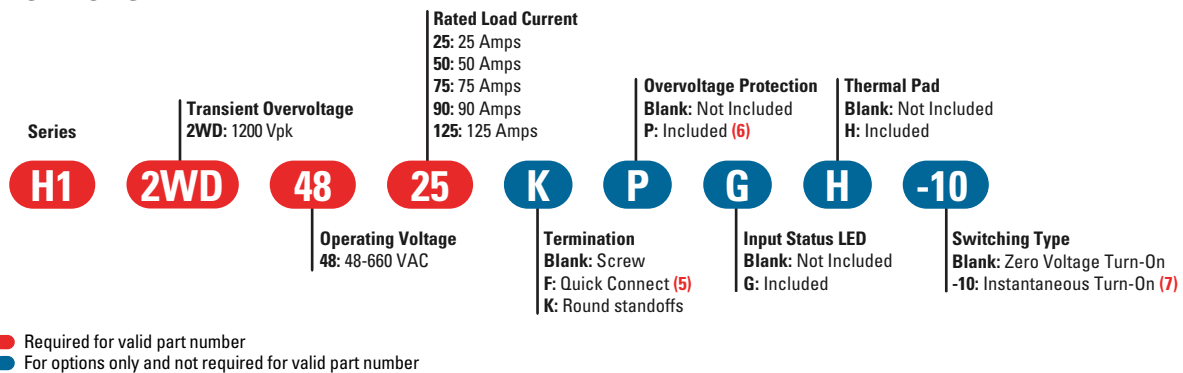 Rated Load Current
25: 25 Amps
50: 50 Amps
75: 75 Amps
90: 90 Amps
125: 125 Amps
Overvoltage Protection
Blank: Not Included
P: Included (6)
Thermal Pad
Blank: Not Included
H: Included
Transient Overvoltage
2WD: 1200 Vpk
Series
H1 2WD 48 25 K P G H -10
Operating Voltage
48: 48-660 VAC
Termination
Blank: Screw
F: Quick Connect (5)
K: Round standoffs
Input Status LED
Blank: Not Included
G: Included
Switching Type
Blank: Zero Voltage Turn-On
-10: Instantaneous Turn-On (7)
Required for valid part number
For options only and not required for valid part number